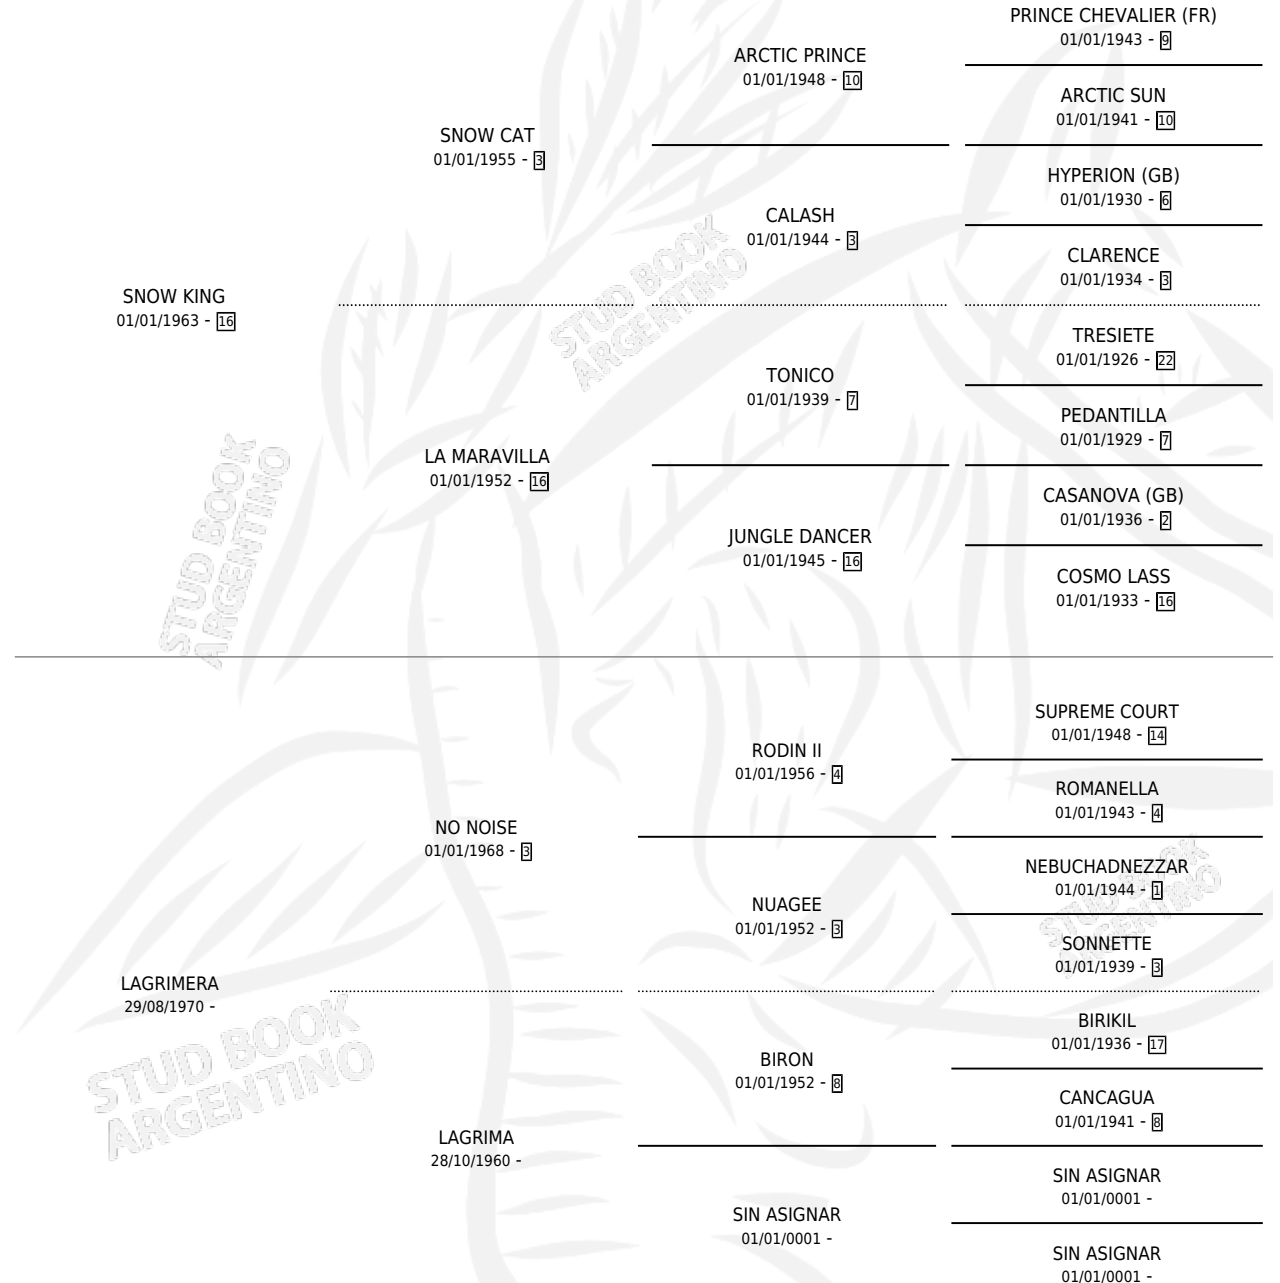 PRINCE CHEVALIER (FR)
01/01/1943 - 9
ARCTIC PRINCE
01/01/1948 - 10
ARCTIC SUN
01/01/1941 - 10
SNOW CAT
01/01/1955 - 3
HYPERION (GB)
01/01/1930 - 6
CALASH
01/01/1944 - 3
CLARENCE
01/01/1934 - 3
SNOW KING
01/01/1963 - 16
TRESIETE
01/01/1926 - 22
TONICO
01/01/1939 - 7
PEDANTILLA
01/01/1929 - 7
LA MARAVILLA
01/01/1952 - 16
CASANOVA (GB)
01/01/1936 - 2
JUNGLE DANCER
01/01/1945 - 16
COSMO LASS
01/01/1933 - 16
SUPREME COURT
01/01/1948 - 14
RODIN II
01/01/1956 - 4
ROMANELLA
01/01/1943 - 4
NO NOISE
01/01/1968 - 3
NEBUCHADNEZZAR
01/01/1944 - 1
NUAGEE
01/01/1952 - 3
SONNETTE
01/01/1939 - 3
LAGRIMERA
29/08/1970 -
BIRIKIL
01/01/1936 - 17
BIRON
01/01/1952 - 8
CANCAGUA
01/01/1941 - 8
LAGRIMA
28/10/1960 -
SIN ASIGNAR
01/01/0001 -
SIN ASIGNAR
01/01/0001 -
SIN ASIGNAR
01/01/0001 -
STUD BOOK
ARGENTINO
STUD BOOK
ARGENTINO
STUD BOOK
ARGENTINO
STUD BOOK
ARGENTINO